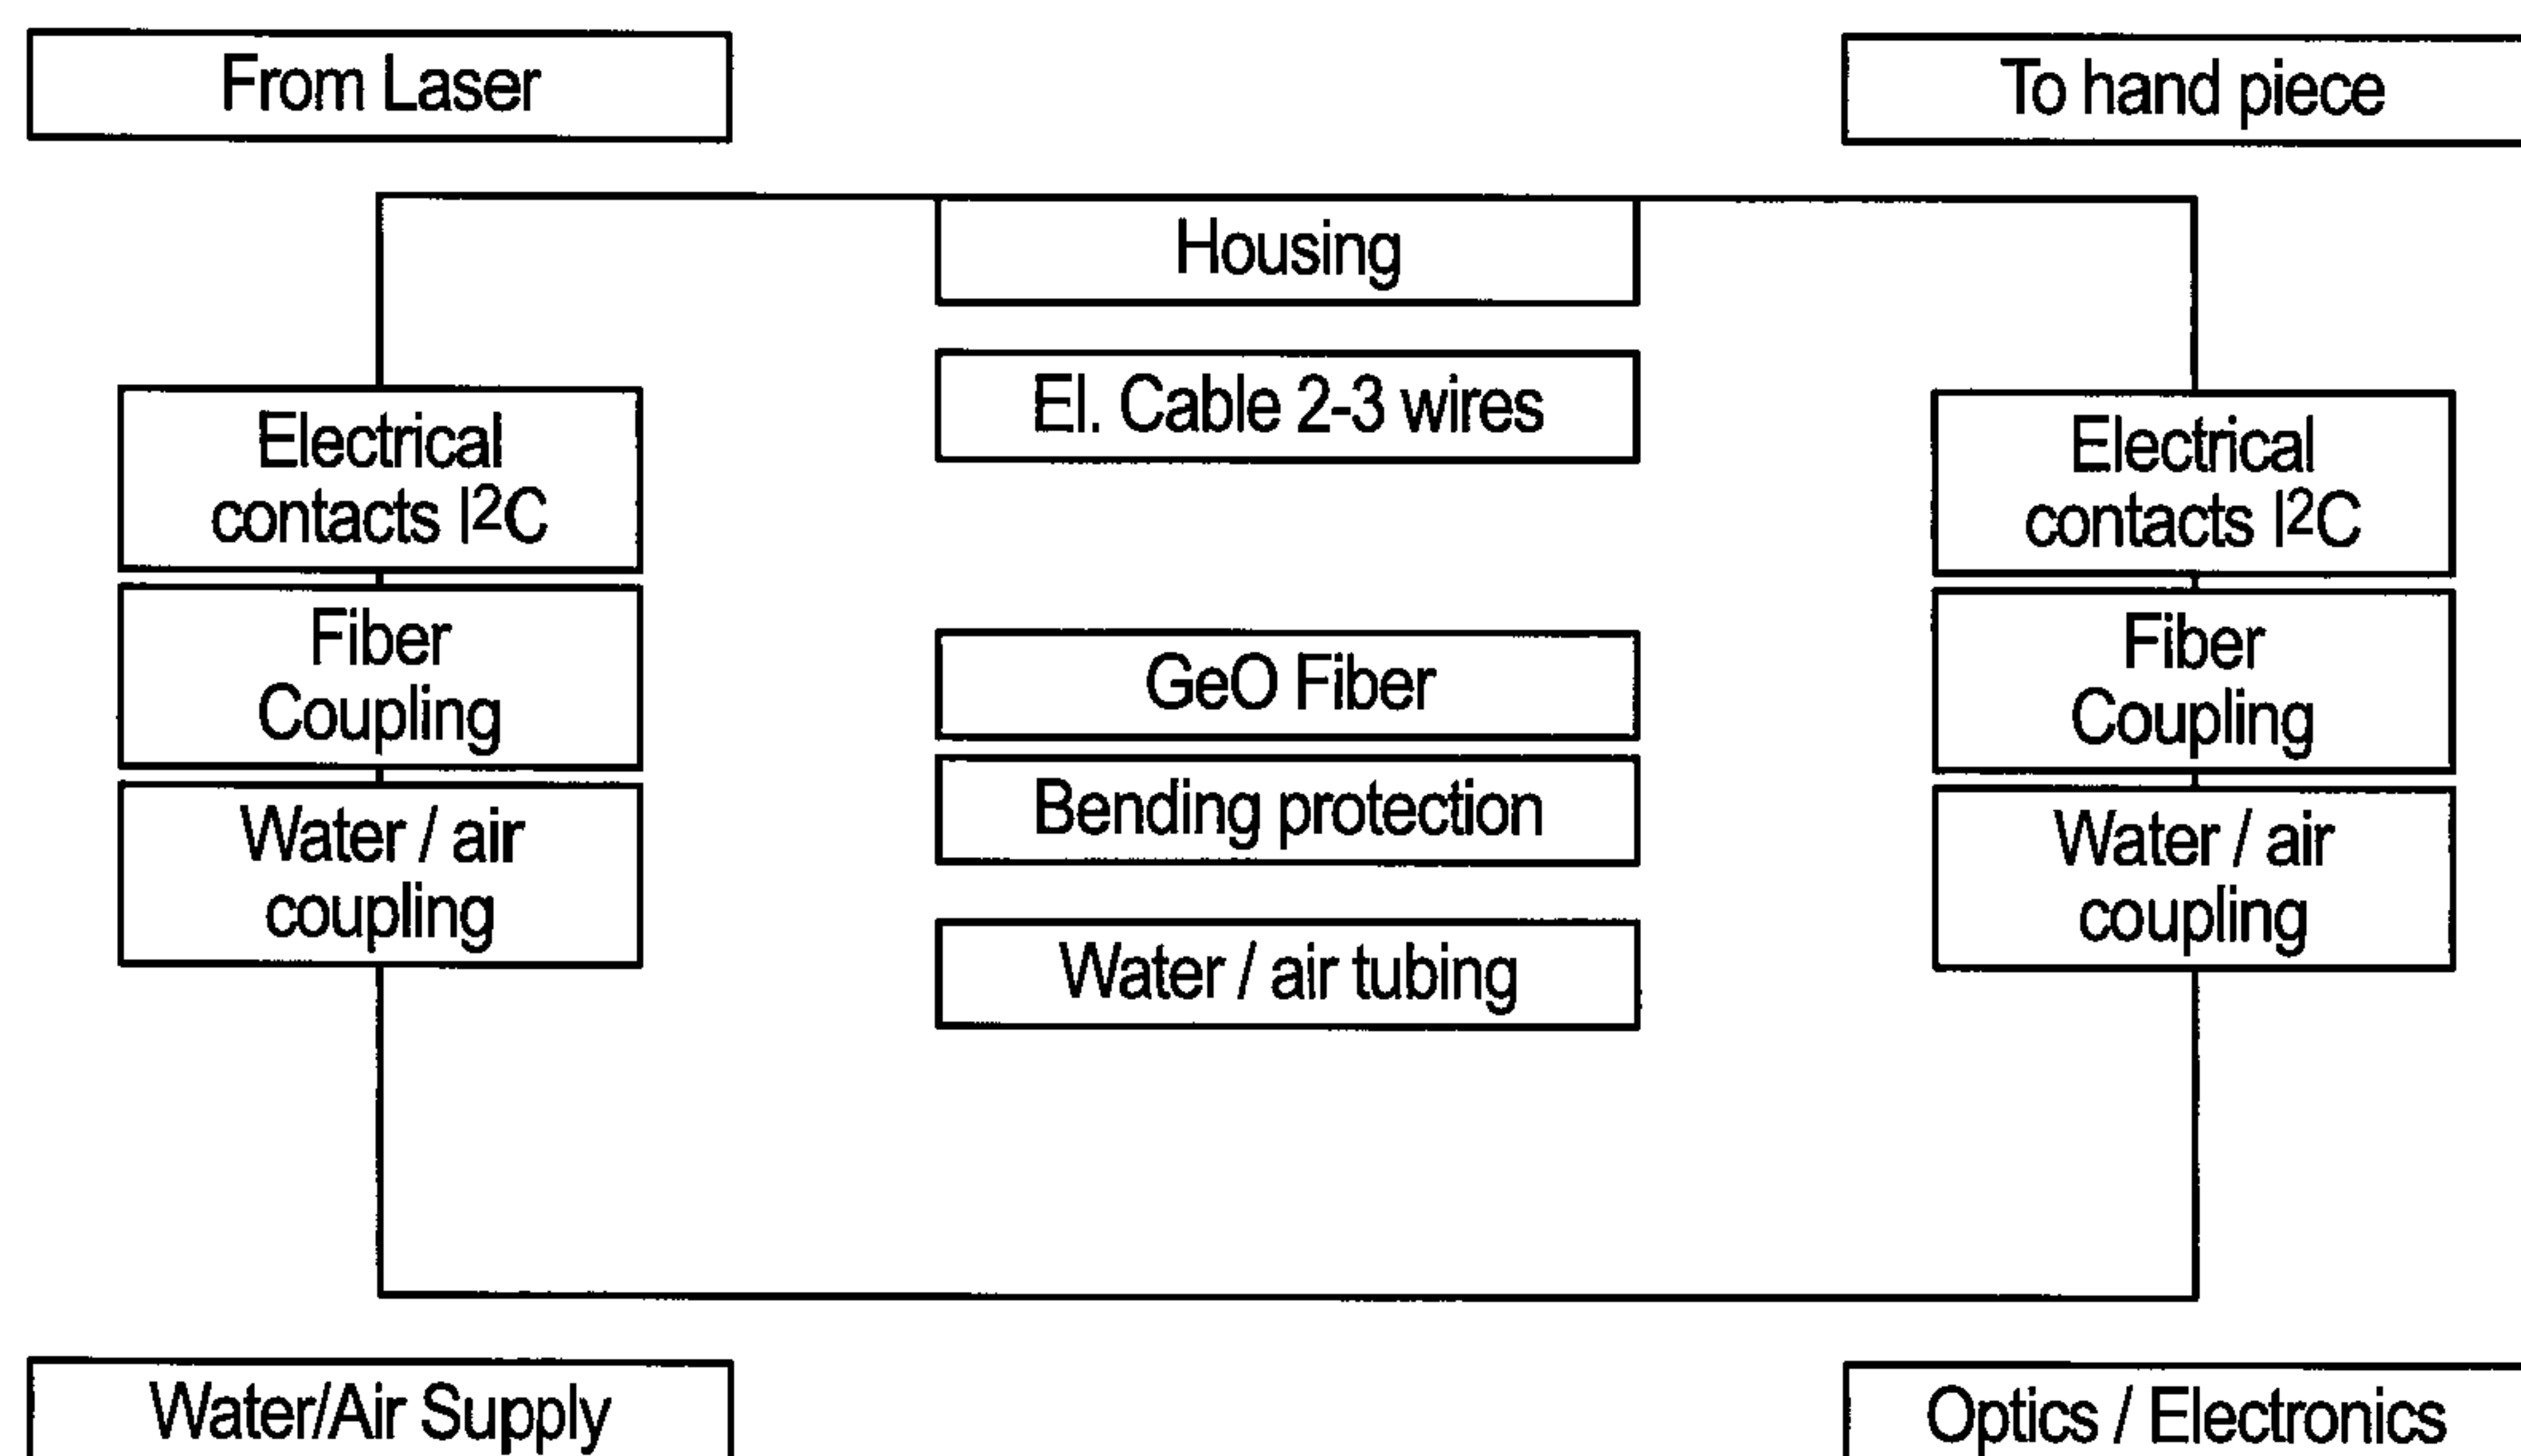 From Laser
To hand piece
Housing
El. Cable 2-3 wires
Electrical
contacts I²C
Electrical
contacts I²C
Fiber
Coupling
GeO Fiber
Fiber
Coupling
Bending protection
Water / air
coupling
Water / air
coupling
Water / air tubing
Water/Air Supply
Optics / Electronics